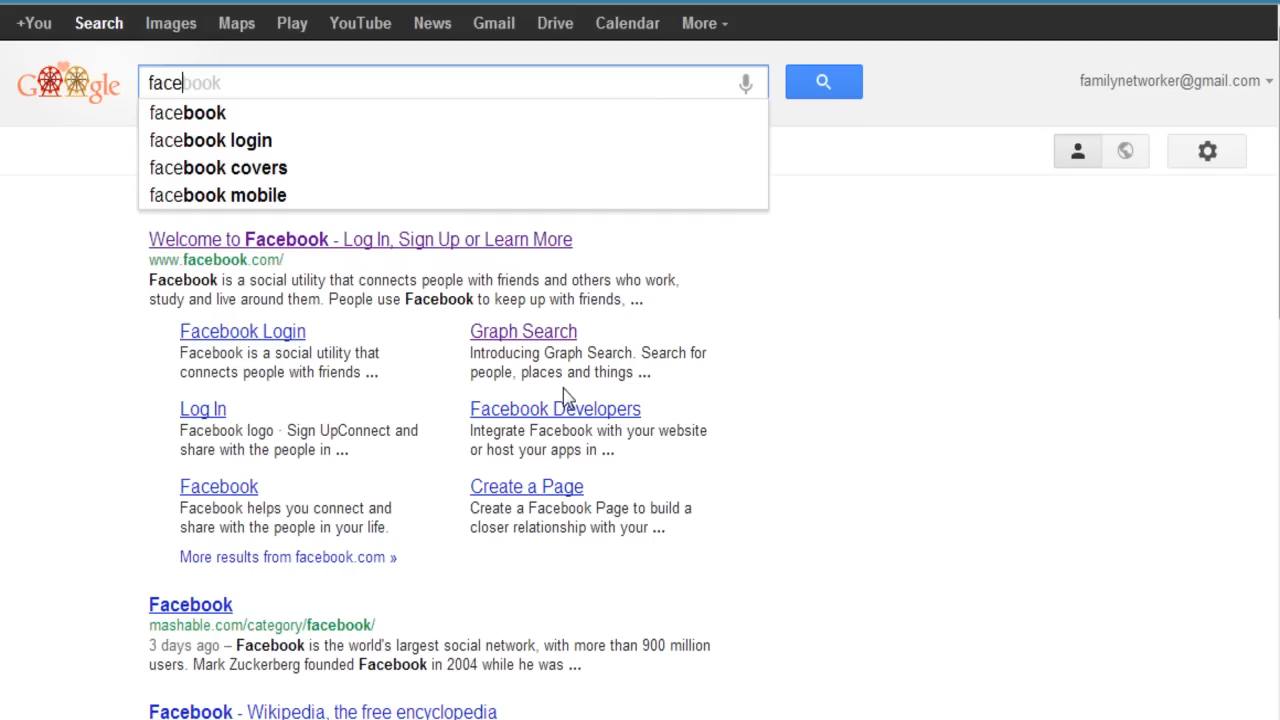 +You Search Images Maps Play YouTube News Gmail Drive Calendar More
Google
facebook
familynetworker@gmail.com
facebook
facebook login
facebook covers
facebook mobile
Welcome to Facebook - Log In, Sign Up or Learn More
www.facebook.com/
Facebook is a social utility that connects people with friends and others who work,
study and live around them. People use Facebook to keep up with friends, ...
Facebook Login
Facebook is a social utility that
connects people with friends ...
Graph Search
Introducing Graph Search. Search for
people, places and things ...
Log In
Facebook logo · Sign UpConnect and
share with the people in ...
Facebook Developers
Integrate Facebook with your website
or host your apps in ...
Facebook
Facebook helps you connect and
share with the people in your life.
Create a Page
Create a Facebook Page to build a
closer relationship with your ...
More results from facebook.com »
Facebook
mashable.com/category/facebook/
3 days ago – Facebook is the world's largest social network, with more than 900 million
users. Mark Zuckerberg founded Facebook in 2004 while he was ...
Facebook - Wikipedia, the free encyclopedia